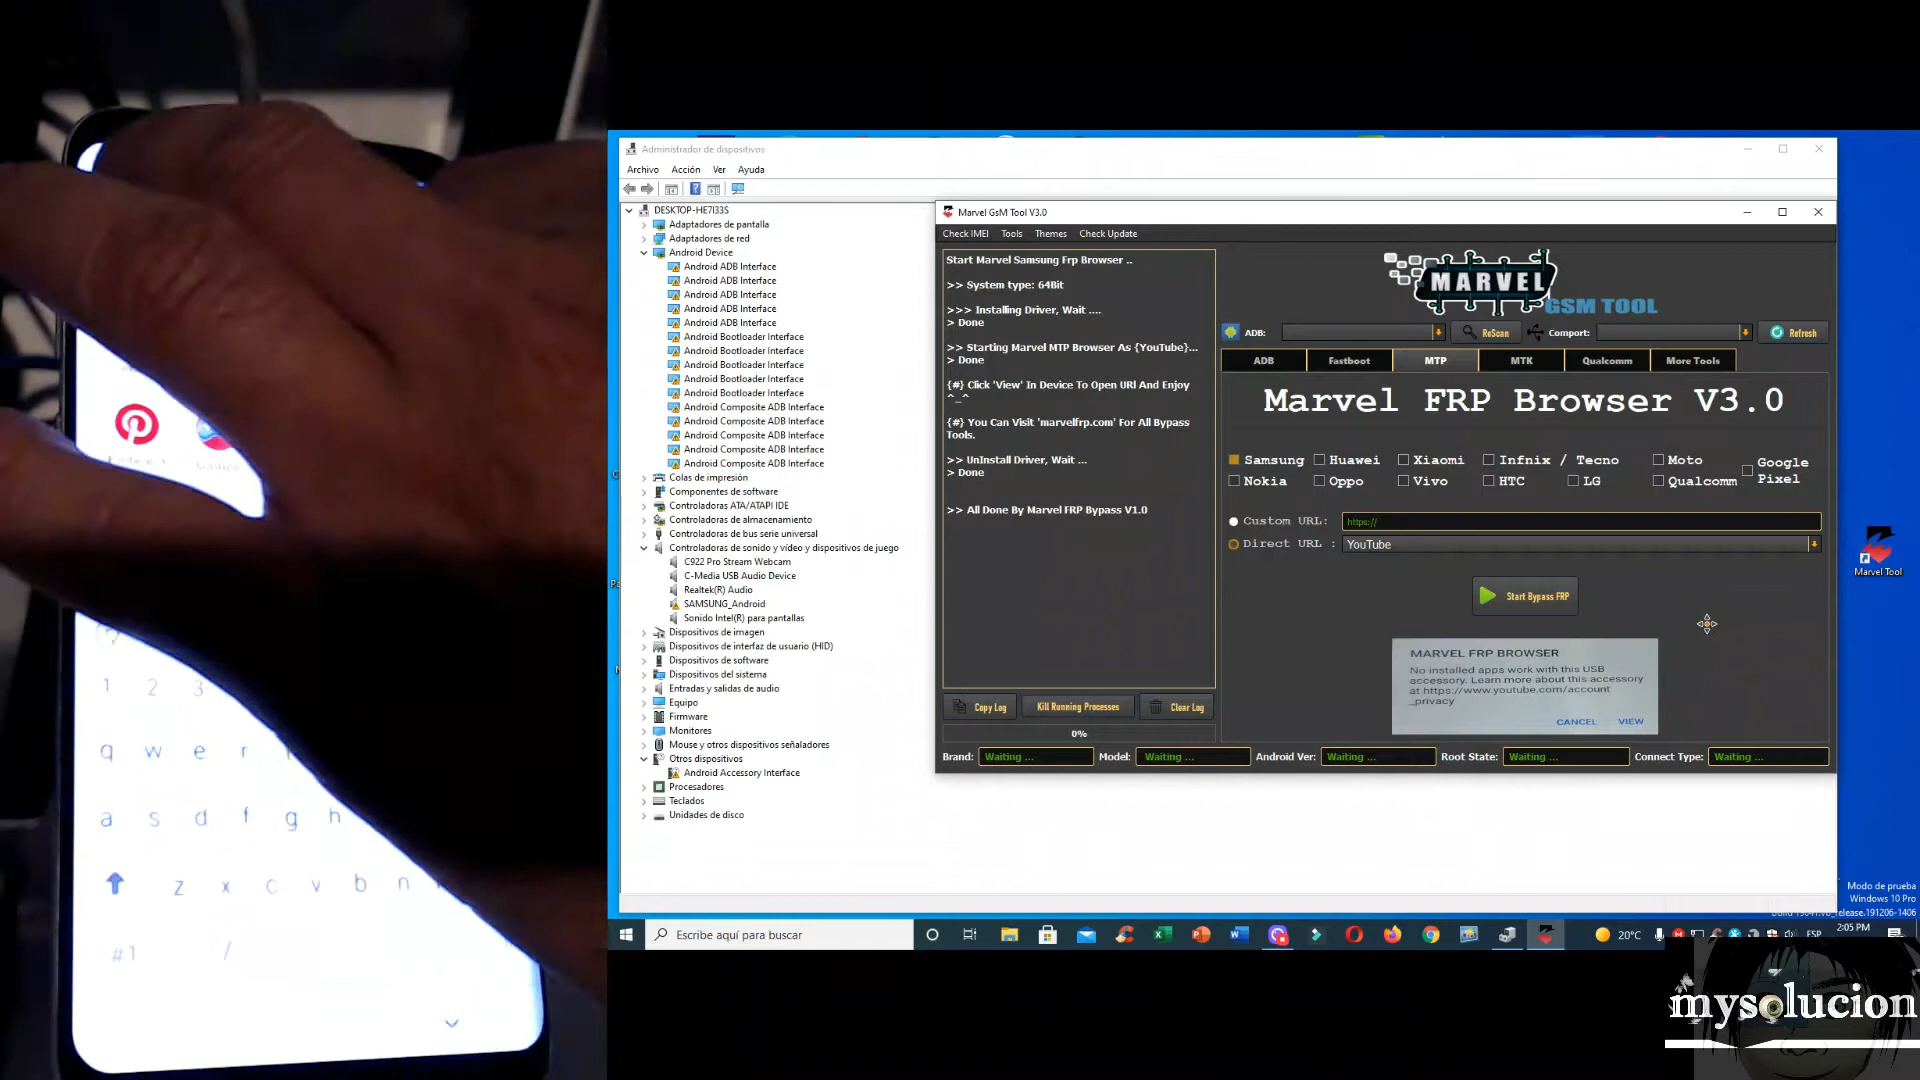 Administrador de dispositivos
Archivo Acción Ver Ayuda
DESKTOP-HE7I33S
Adaptadores de pantalla
Adaptadores de red
Android Device
Android ADB Interface
Android ADB Interface
Android ADB Interface
Android ADB Interface
Android ADB Interface
Android Bootloader Interface
Android Bootloader Interface
Android Bootloader Interface
Android Bootloader Interface
Android Bootloader Interface
Android Composite ADB Interface
Android Composite ADB Interface
Android Composite ADB Interface
Android Composite ADB Interface
Android Composite ADB Interface
Colas de impresión
Componentes de software
Controladoras ATA/ATAPI IDE
Controladoras de almacenamiento
Controladoras de bus serie universal
Controladoras de sonido y vídeo y dispositivos de juego
C922 Pro Stream Webcam
C-Media USB Audio Device
Realtek(R) Audio
SAMSUNG_Android
Sonido Intel(R) para pantallas
Dispositivos de imagen
Dispositivos de interfaz de usuario (HID)
Dispositivos de software
Dispositivos del sistema
Entradas y salidas de audio
Equipo
Firmware
Monitores
Mouse y otros dispositivos señaladores
Otros dispositivos
Android Accessory Interface
Procesadores
Teclados
Unidades de disco
Marvel GsM Tool V3.0
Check IMEI Tools Themes Check Update
Start Marvel Samsung Frp Browser ..
>> System type: 64Bit
>>> Installing Driver, Wait ....
> Done
>> Starting Marvel MTP Browser As {YouTube}...
> Done
{#} Click 'View' In Device To Open URl And Enjoy
^_^
{#} You Can Visit 'marvelfrp.com' For All Bypass
Tools.
>> UnInstall Driver, Wait ...
> Done
>> All Done By Marvel FRP Bypass V1.0
Copy Log Kill Running Processes Clear Log
0%
MARVEL
GSM TOOL
ADB: ReScan Comport: Refresh
ADB Fastboot MTP MTK Qualcomm More Tools
Marvel FRP Browser V3.0
Samsung Huawei Xiaomi Infnix / Tecno Moto Google Pixel
Nokia Oppo Vivo HTC LG Qualcomm
Custom URL: https://
Direct URL : YouTube
Start Bypass FRP
MARVEL FRP BROWSER
No installed apps work with this USB
accessory. Learn more about this accessory
at https://www.youtube.com/account
_privacy
CANCEL VIEW
Brand: Waiting ... Model: Waiting ... Android Ver: Waiting ... Root State: Waiting ... Connect Type: Waiting ...
Marvel Tool
Modo de prueba
Windows 10 Pro
Escribe aquí para buscar
20°C
ESP
2:05 PM
mysolucion
1 2 3
q w e r
a s d f g h
z x c v b n
#1 /